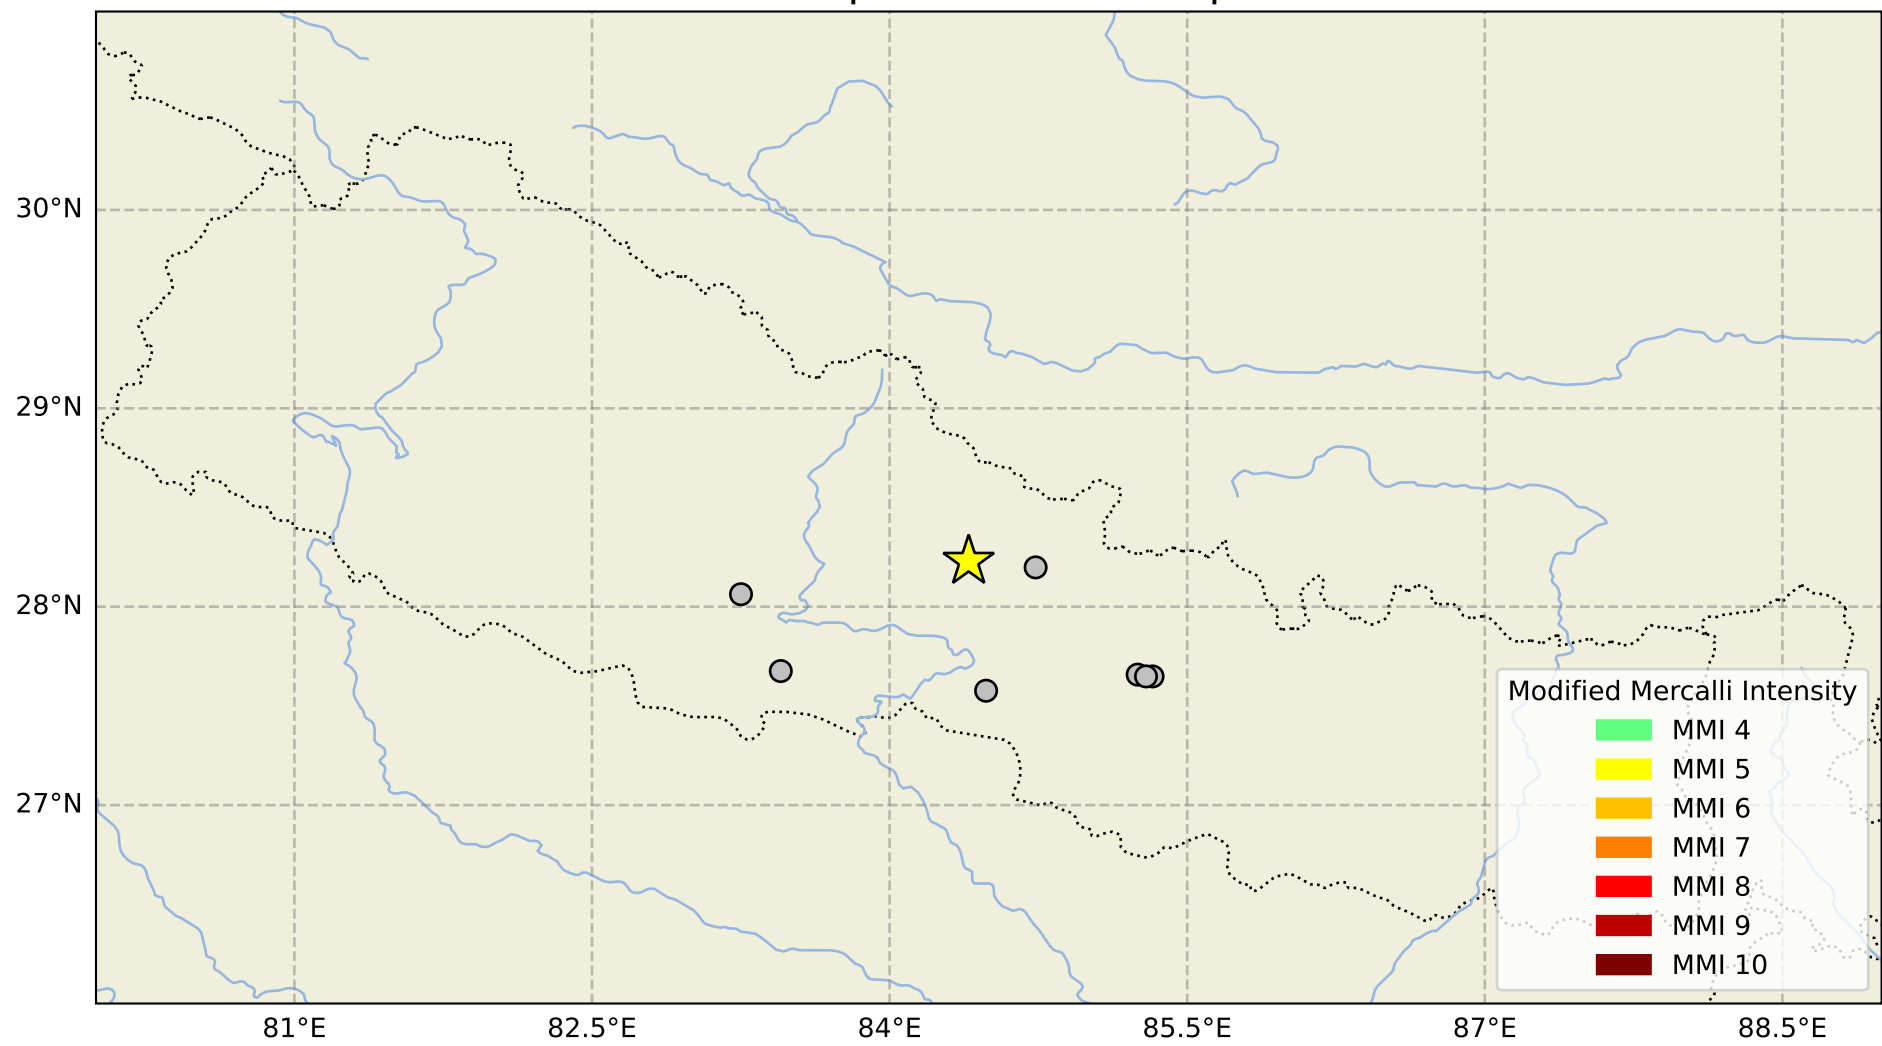 30°N
29°N
28°N
27°N
81°E
82.5°E
84°E
85.5°E
87°E
88.5°E
Modified Mercalli Intensity
MMI 4
MMI 5
MMI 6
MMI 7
MMI 8
MMI 9
MMI 10